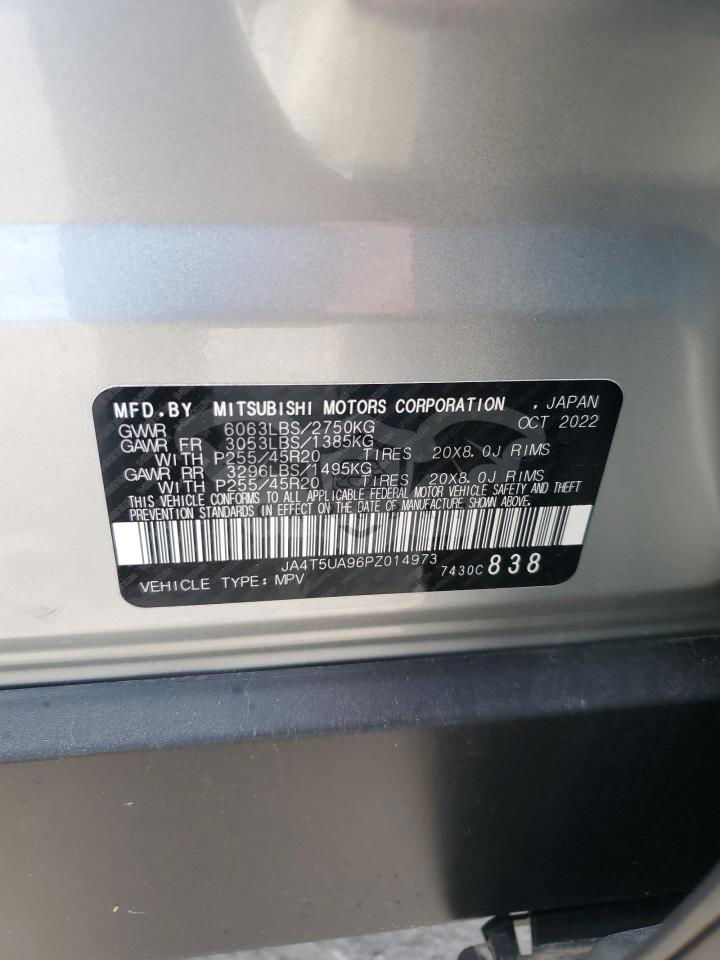 MFD.BY MITSUBISHI MOTORS CORPORATION , JAPAN
GWVR 6063LBS/2750KG OCT 2022
GAWR FR 3053LBS/1385KG
WITH P255/45R20 TIRES 20X8.0J RIMS
GAWR RR 3296LBS/1495KG
WITH P255/45R20 TIRES 20X8.0J RIMS
THIS VEHICLE CONFORMS TO ALL APPLICABLE FEDERAL MOTOR VEHICLE SAFETY AND THEFT
PREVENTION STANDARDS IN EFFECT ON THE DATE OF MANUFACTURE SHOWN ABOVE.
JA4T5UA96PZ014973
VEHICLE TYPE: MPV 7430C 838